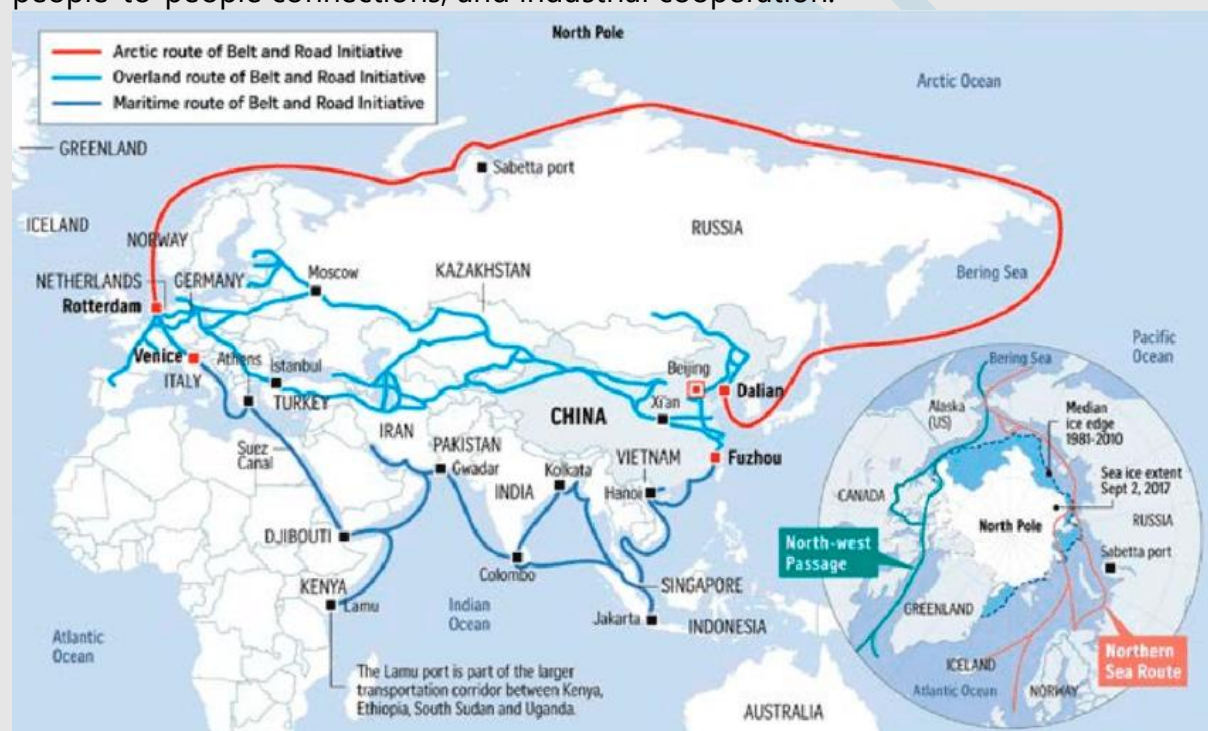 people-to-people connections, and industrial cooperation.
Arctic route of Belt and Road Initiative
Overland route of Belt and Road Initiative
Maritime route of Belt and Road Initiative
North Pole
Arctic Ocean
GREENLAND
Sabetta port
ICELAND
NORWAY
RUSSIA
NETHERLANDS
GERMANY
Moscow
KAZAKHSTAN
Bering Sea
Rotterdam
Pacific
Ocean
Venice
Athens
Istanbul
Beijing
ITALY
TURKEY
Dalian
Xi'an
CHINA
IRAN
PAKISTAN
Suez
Canal
Gwadar
Kolkata
VIETNAM
Fuzhou
INDIA
Hanoi
DJIBOUTI
Colombo
KENYA
Lamu
Indian
Ocean
SINGAPORE
Jakarta
INDONESIA
Atlantic
Ocean
The Lamu port is part of the larger
transportation corridor between Kenya,
Ethiopia, South Sudan and Uganda.
AUSTRALIA
Bering Sea
Alaska
(US)
Median
ice edge
1981-2010
Sea ice extent
Sept 2, 2017
CANADA
North Pole
RUSSIA
North-west
Passage
Sabetta port
GREENLAND
Northern
Sea Route
ICELAND
Atlantic Ocean
NORWAY